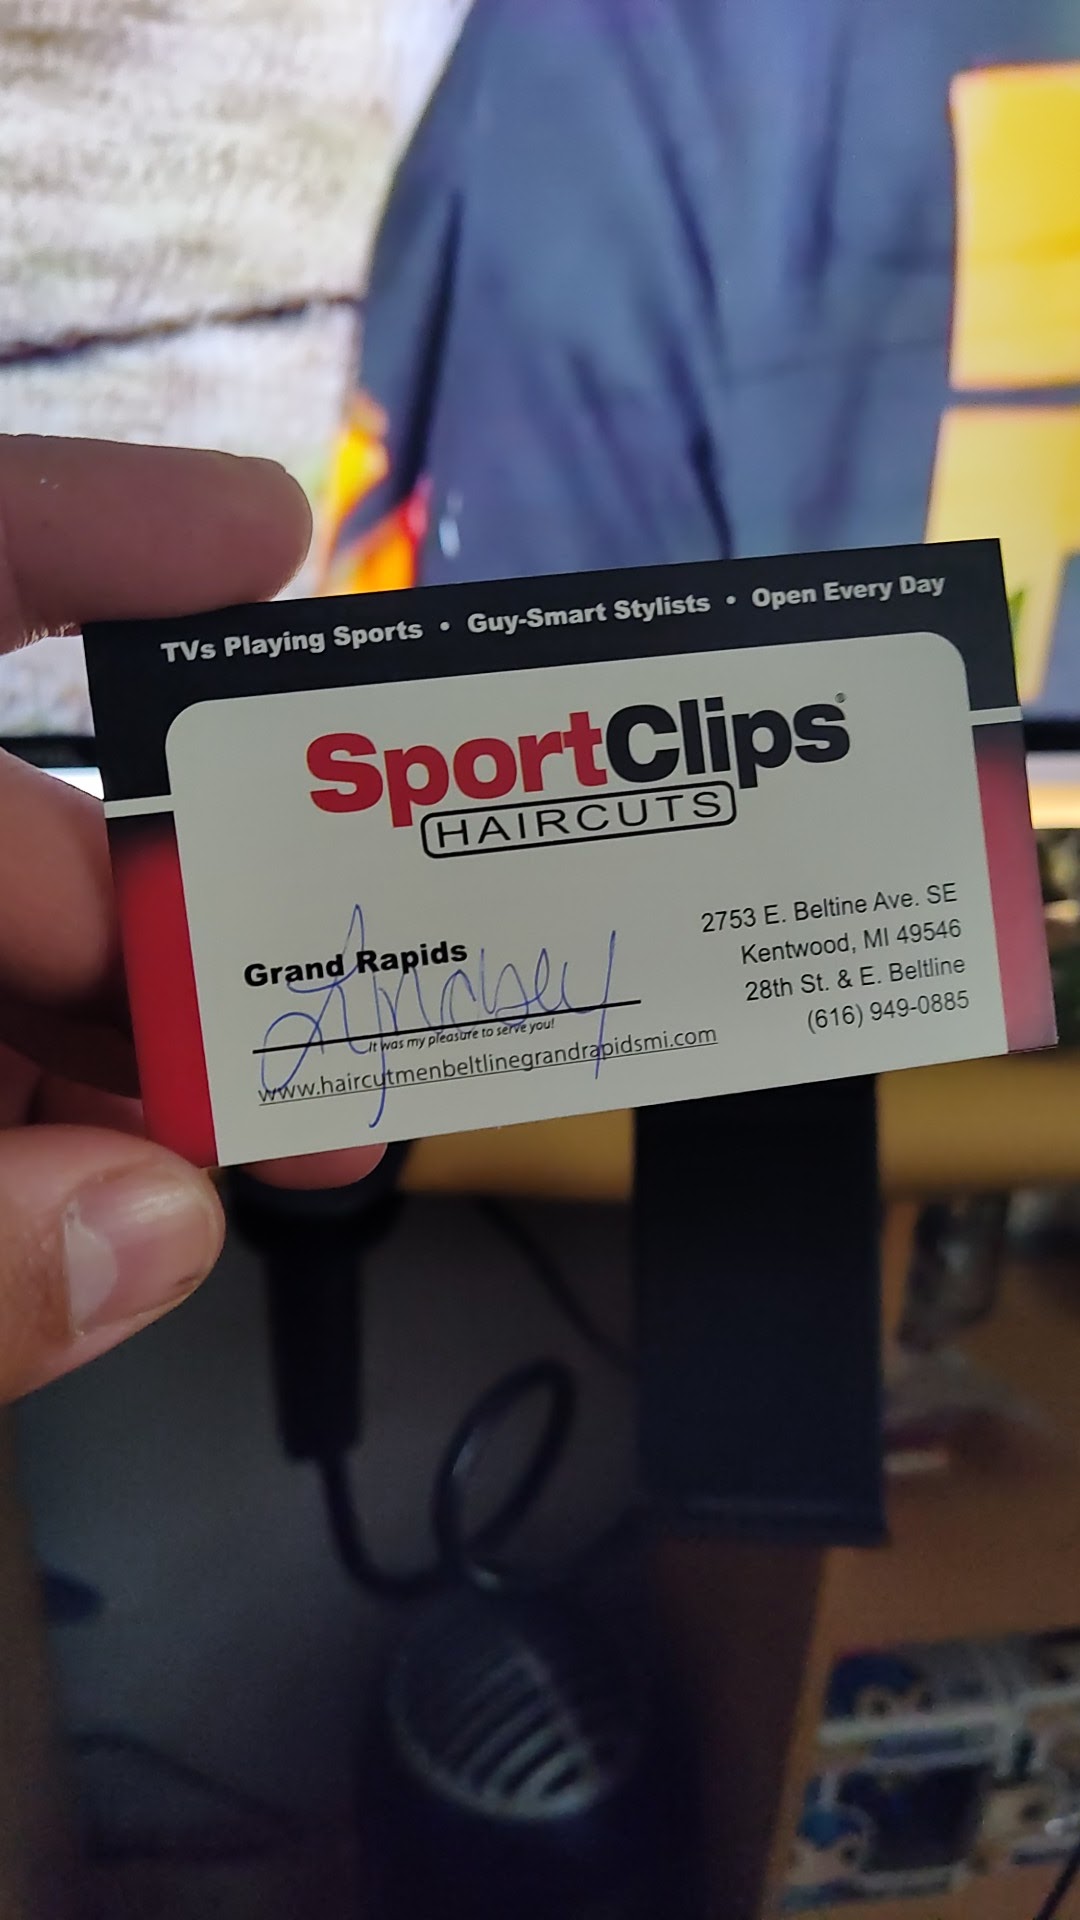 TVs Playing Sports • Guy-Smart Stylists • Open Every Day
SportClips®
HAIRCUTS
Grand Rapids
Lyndsey
It was my pleasure to serve you!
www.haircutmenbeltlinegrandrapidsmi.com
2753 E. Beltine Ave. SE
Kentwood, MI 49546
28th St. & E. Beltline
(616) 949-0885